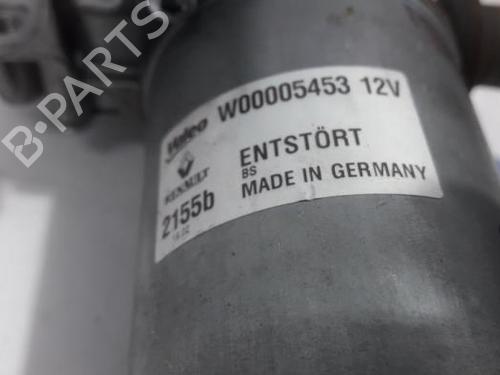 B-PARTS
Valeo W00005453 12V
RENAULT ENTSTÖRT
BS
2155b MADE IN GERMANY